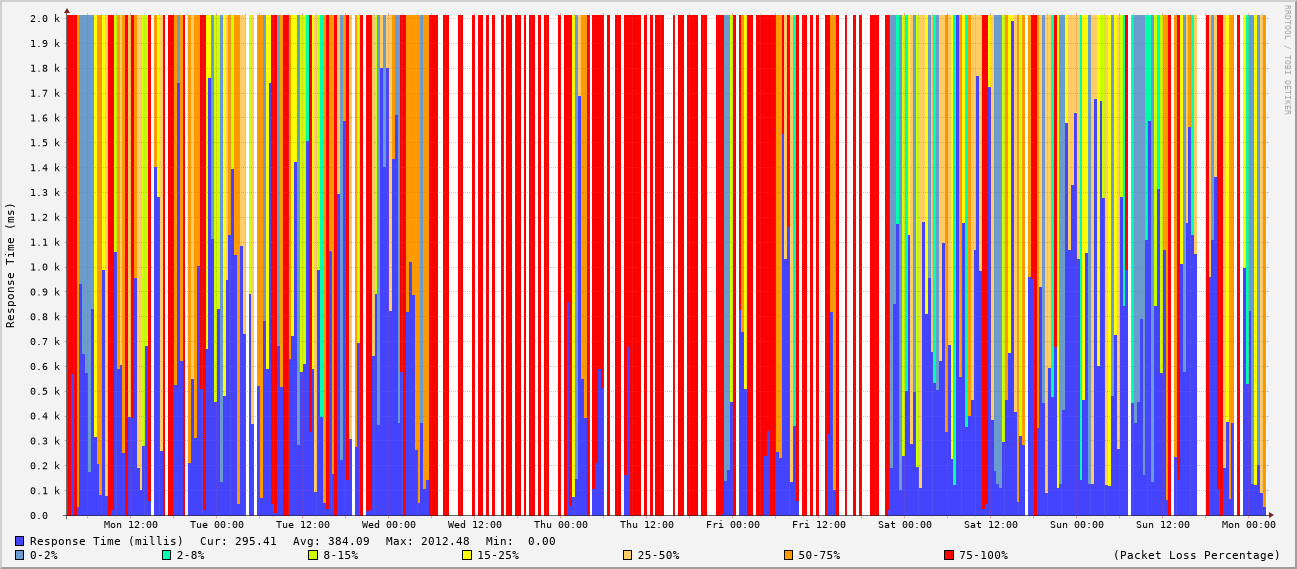 2.0 k
1.9 k
1.8 k
1.7 k
1.6 k
1.5 k
1.4 k
1.3 k
1.2 k
1.1 k
1.0 k
0.9 k
0.8 k
0.7 k
0.6 k
0.5 k
0.4 k
0.3 k
0.2 k
0.1 k
0.0
Response Time (ms)
RRDTOOL / TOBI OETIKER
Mon 12:00 Tue 00:00 Tue 12:00 Wed 00:00 Wed 12:00 Thu 00:00 Thu 12:00 Fri 00:00 Fri 12:00 Sat 00:00 Sat 12:00 Sun 00:00 Sun 12:00 Mon 00:00
Response Time (millis) Cur: 295.41 Avg: 384.09 Max: 2012.48 Min: 0.00
0-2% 2-8% 8-15% 15-25% 25-50% 50-75% 75-100% (Packet Loss Percentage)